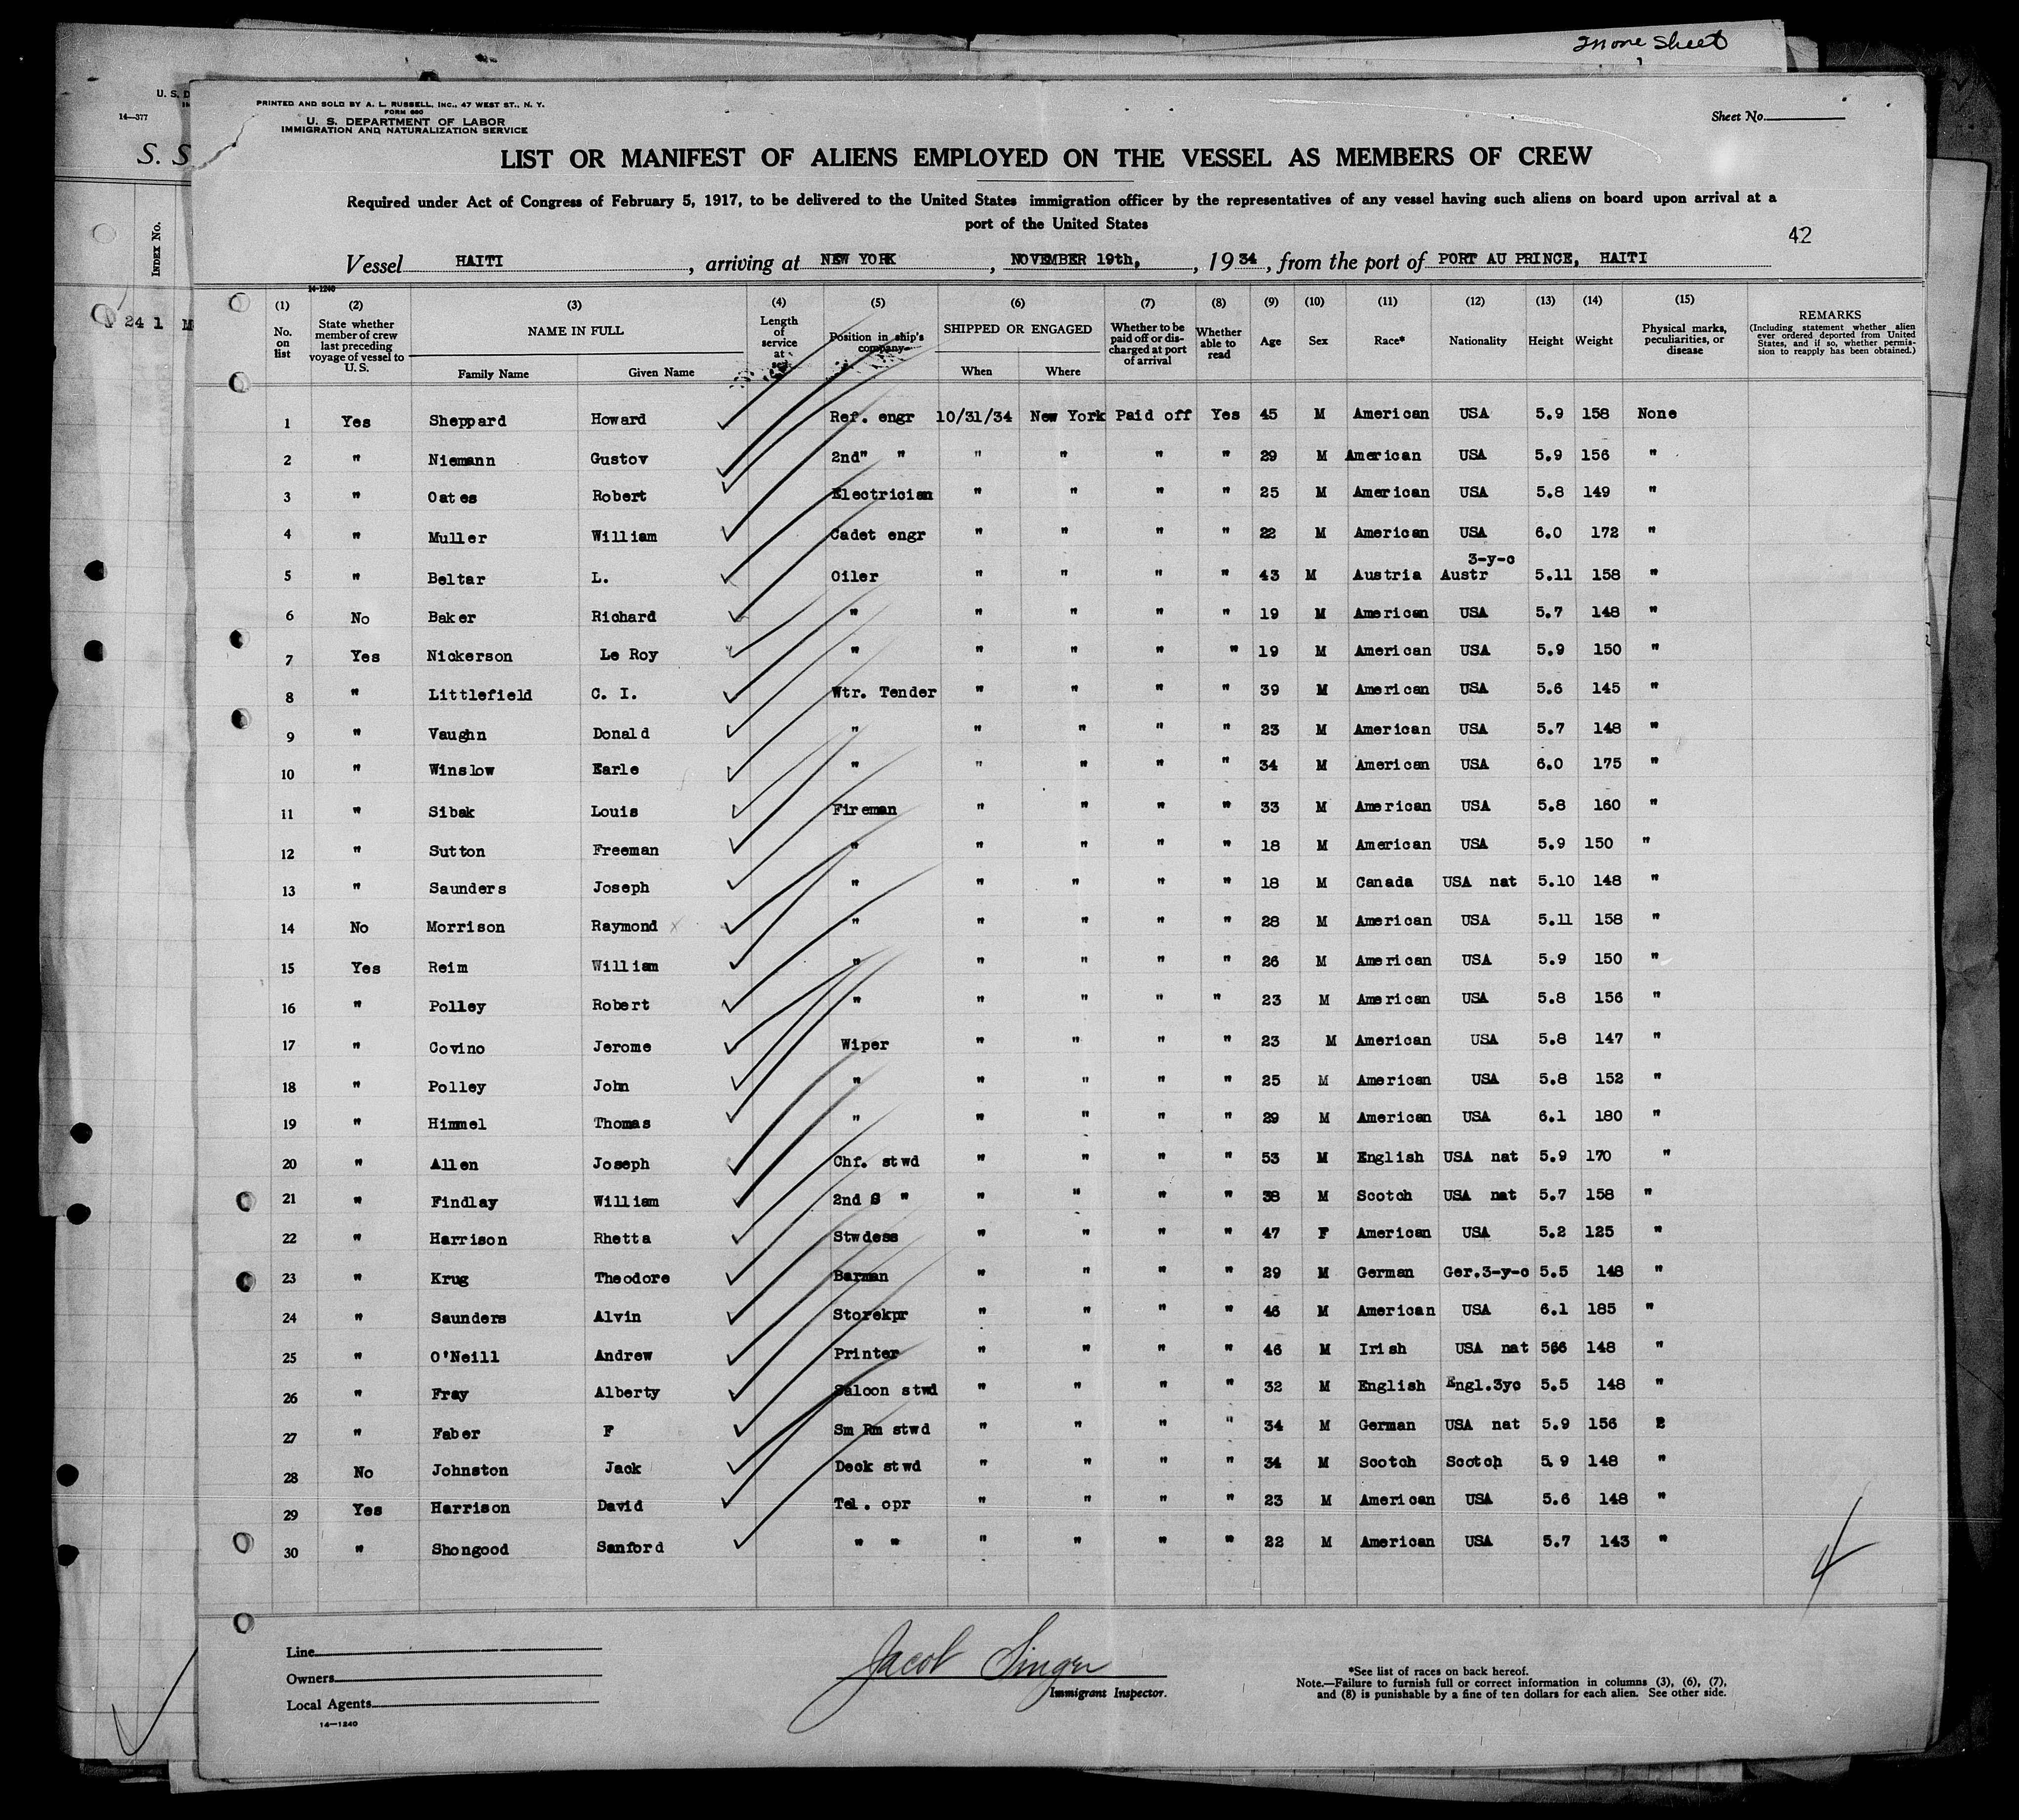 more sheet
U. S. D
14—377
S. S
INDEX No.
24 1 M
PRINTED AND SOLD BY A. L. RUSSELL, INC., 47 WEST ST., N. Y.
FORM 680
U. S. DEPARTMENT OF LABOR
IMMIGRATION AND NATURALIZATION SERVICE
Sheet No.
LIST OR MANIFEST OF ALIENS EMPLOYED ON THE VESSEL AS MEMBERS OF CREW
Required under Act of Congress of February 5, 1917, to be delivered to the United States immigration officer by the representatives of any vessel having such aliens on board upon arrival at a
port of the United States
42
Vessel HAITI, arriving at NEW YORK, NOVEMBER 19th, , 1934, from the port of PORT AU PRINCE, HAITI
14-1240
(1) No. on list (2) State whether member of crew last preceding voyage of vessel to U. S. (3) NAME IN FULL Family Name Given Name (4) Length of service at sea (5) Position in ship's company (6) SHIPPED OR ENGAGED When Where (7) Whether to be paid off or discharged at port of arrival (8) Whether able to read (9) Age (10) Sex (11) Race* (12) Nationality (13) Height (14) Weight (15) Physical marks, peculiarities, or disease REMARKS (Including statement whether alien ever ordered deported from United States, and if so, whether permission to reapply has been obtained.)
1 Yes Sheppard Howard Ref. engr 10/31/34 New York Paid off Yes 45 M American USA 5.9 158 None
2 " Niemann Gustov 2nd" " " " " " 29 M American USA 5.9 156 "
3 " Oates Robert Electrician " " " " 25 M American USA 5.8 149 "
4 " Muller William Cadet engr " " " " 22 M American USA 6.0 172 "
5 " Beltar L. Oiler " " " " 43 M Austria Austr 3-y-c 5.11 158 "
6 No Baker Richard " " " " " 19 M American USA 5.7 148 "
7 Yes Nickerson Le Roy " " " " " 19 M American USA 5.9 150 "
8 " Littlefield C. I. Wtr. Tender " " " " 39 M American USA 5.6 145 "
9 " Vaughn Donald " " " " " 23 M American USA 5.7 148 "
10 " Winslow Earle " " " " " 34 M American USA 6.0 175 "
11 " Sibak Louis Fireman " " " " 33 M American USA 5.8 160 "
12 " Sutton Freeman " " " " " 18 M American USA 5.9 150 "
13 " Saunders Joseph " " " " " 18 M Canada USA nat 5.10 148 "
14 No Morrison Raymond " " " " " 28 M American USA 5.11 158 "
15 Yes Reim William " " " " " 26 M American USA 5.9 150 "
16 " Polley Robert " " " " " 23 M American USA 5.8 156 "
17 " Covino Jerome Wiper " " " " 23 M American USA 5.8 147 "
18 " Polley John " " " " " 25 M American USA 5.8 152 "
19 " Himmel Thomas " " " " " 29 M American USA 6.1 180 "
20 " Allen Joseph Chf. stwd " " " " 53 M English USA nat 5.9 170 "
21 " Findlay William 2nd S " " " " " 38 M Scotch USA nat 5.7 158 "
22 " Harrison Rhetta Stwdess " " " " 47 F American USA 5.2 125 "
23 " Krug Theodore Barman " " " " 29 M German Ger.3-y-c 5.5 148 "
24 " Saunders Alvin Storekpr " " " " 46 M American USA 6.1 185 "
25 " O'Neill Andrew Printer " " " " 46 M Irish USA nat 566 148 "
26 " Fray Alberty Saloon stwd " " " " 32 M English Engl.3yc 5.5 148 "
27 " Faber F Sm Rm stwd " " " " 34 M German USA nat 5.9 156 2
28 No Johnston Jack Deck stwd " " " " 34 M Scotch Scotch 5.9 148 "
29 Yes Harrison David Tel. opr " " " " 23 M American USA 5.6 148 "
30 " Shongood Sanford " " " " " " 22 M American USA 5.7 143 "
4
Line
Owners
Local Agents
14—1240
Jacob Singer
Immigrant Inspector.
*See list of races on back hereof.
Note.—Failure to furnish full or correct information in columns (3), (6), (7),
and (8) is punishable by a fine of ten dollars for each alien. See other side.